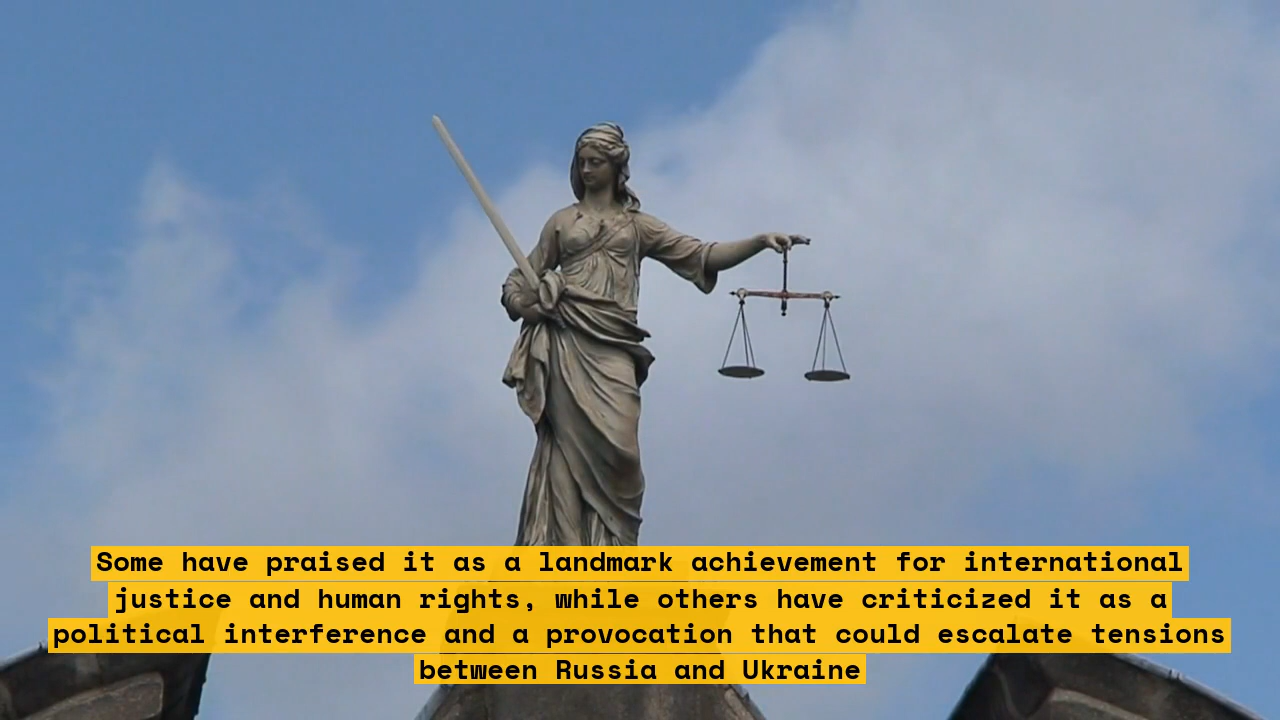 Some have praised it as a landmark achievement for international
justice and human rights, while others have criticized it as a
political interference and a provocation that could escalate tensions
between Russia and Ukraine